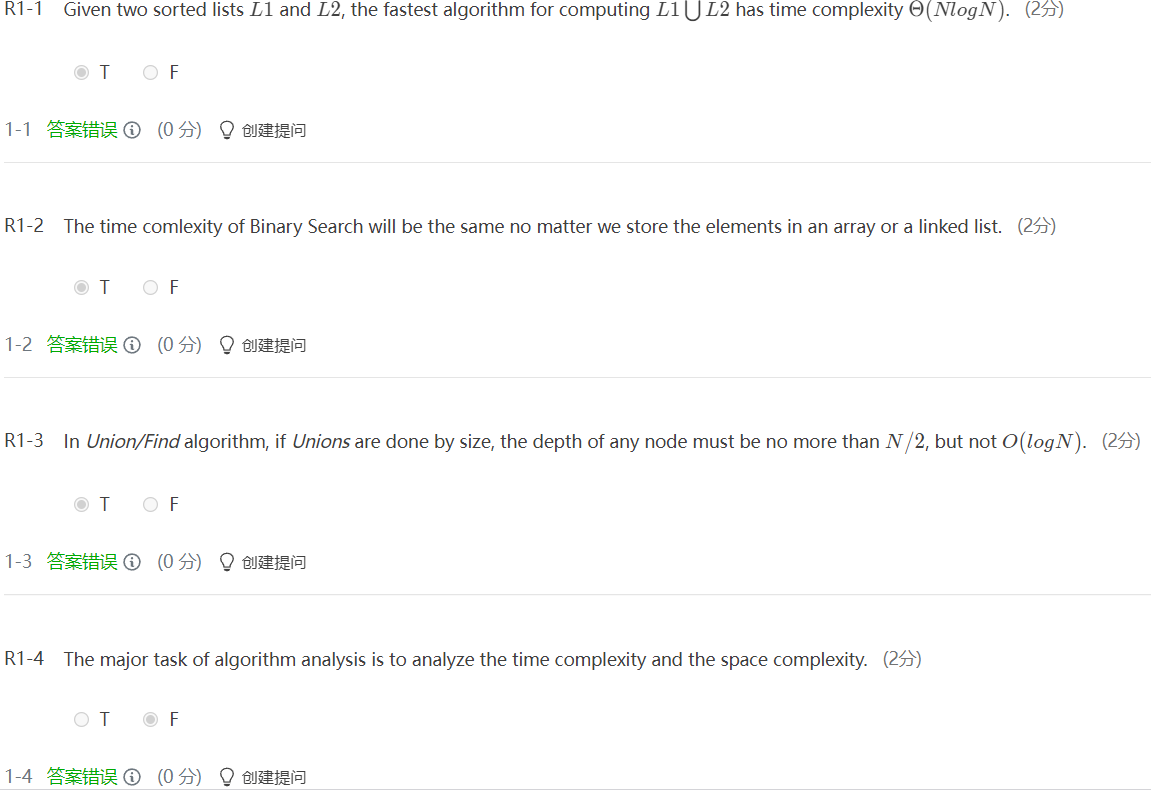 R1-1 Given two sorted lists L1 and L2, the fastest algorithm for computing L1⋃L2 has time complexity Θ(NlogN). (2分)
T F
1-1 答案错误 (0 分) 创建提问
R1-2 The time comlexity of Binary Search will be the same no matter we store the elements in an array or a linked list. (2分)
T F
1-2 答案错误 (0 分) 创建提问
R1-3 In Union/Find algorithm, if Unions are done by size, the depth of any node must be no more than N/2, but not O(logN). (2分)
T F
1-3 答案错误 (0 分) 创建提问
R1-4 The major task of algorithm analysis is to analyze the time complexity and the space complexity. (2分)
T F
1-4 答案错误 (0 分) 创建提问